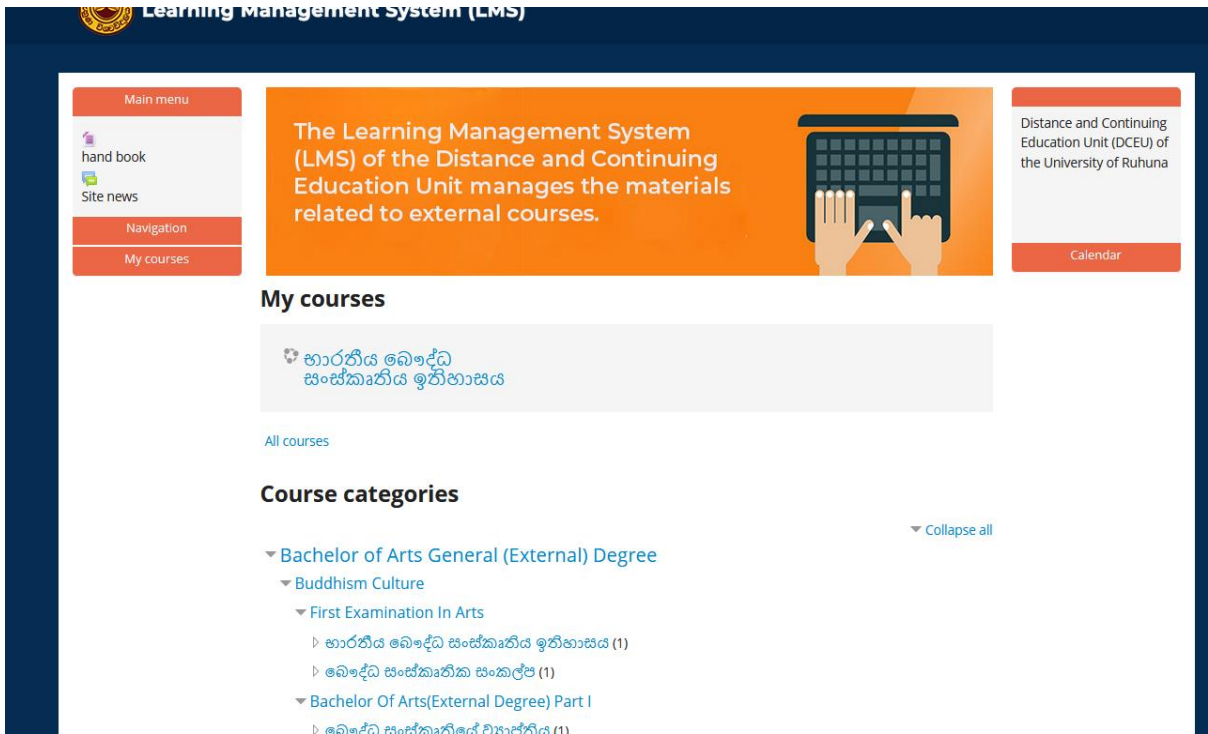 Learning Management System (LMS)
Main menu
hand book
Site news
Navigation
My courses
The Learning Management System
(LMS) of the Distance and Continuing
Education Unit manages the materials
related to external courses.
Distance and Continuing
Education Unit (DCEU) of
the University of Ruhuna
Calendar
My courses
භාරතීය බෞද්ධ
සංස්කෘතිය ඉතිහාසය
All courses
Course categories
Collapse all
Bachelor of Arts General (External) Degree
Buddhism Culture
First Examination In Arts
භාරතීය බෞද්ධ සංස්කෘතිය ඉතිහාසය (1)
බෞද්ධ සංස්කෘතික සංකල්ප (1)
Bachelor Of Arts(External Degree) Part I
බෞද්ධ සංස්කෘතියේ ව්‍යාප්තිය (1)